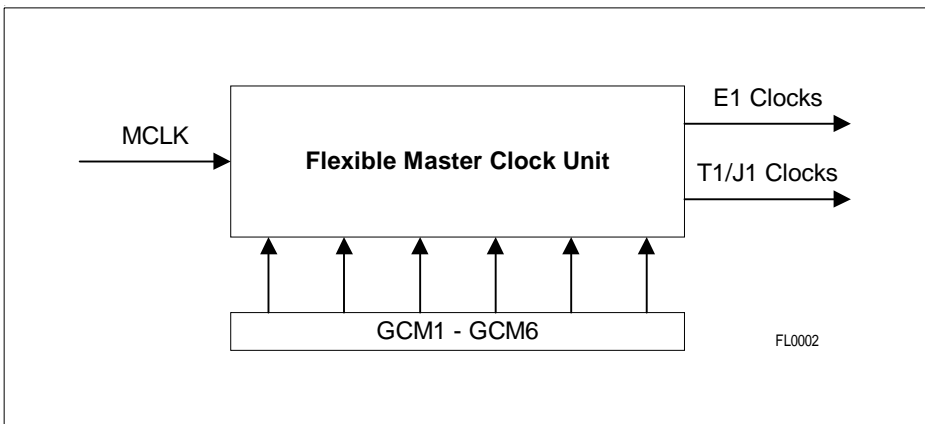 E1 Clocks
MCLK
Flexible Master Clock Unit
T1/J1 Clocks
GCM1 - GCM6
FL0002